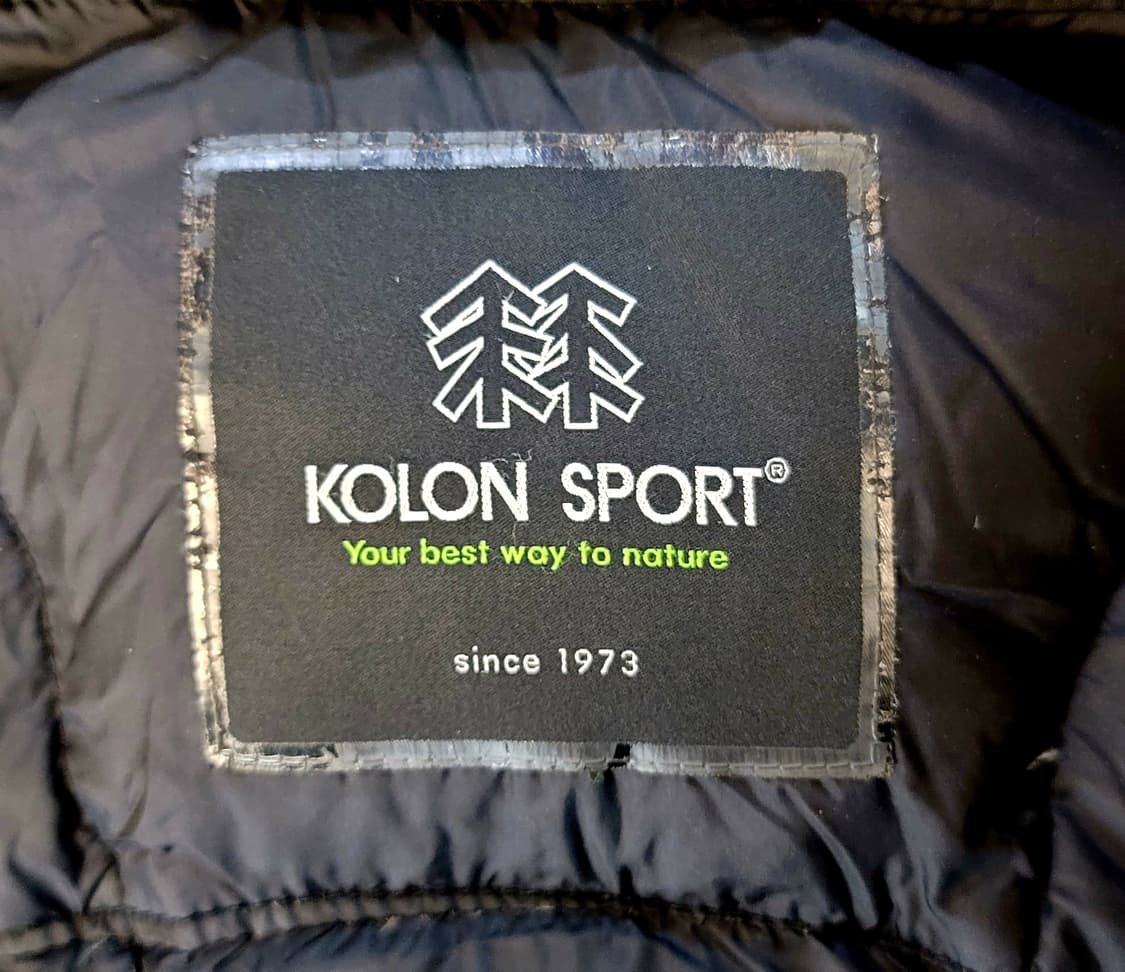 KOLON SPORT®
Your best way to nature
since 1973